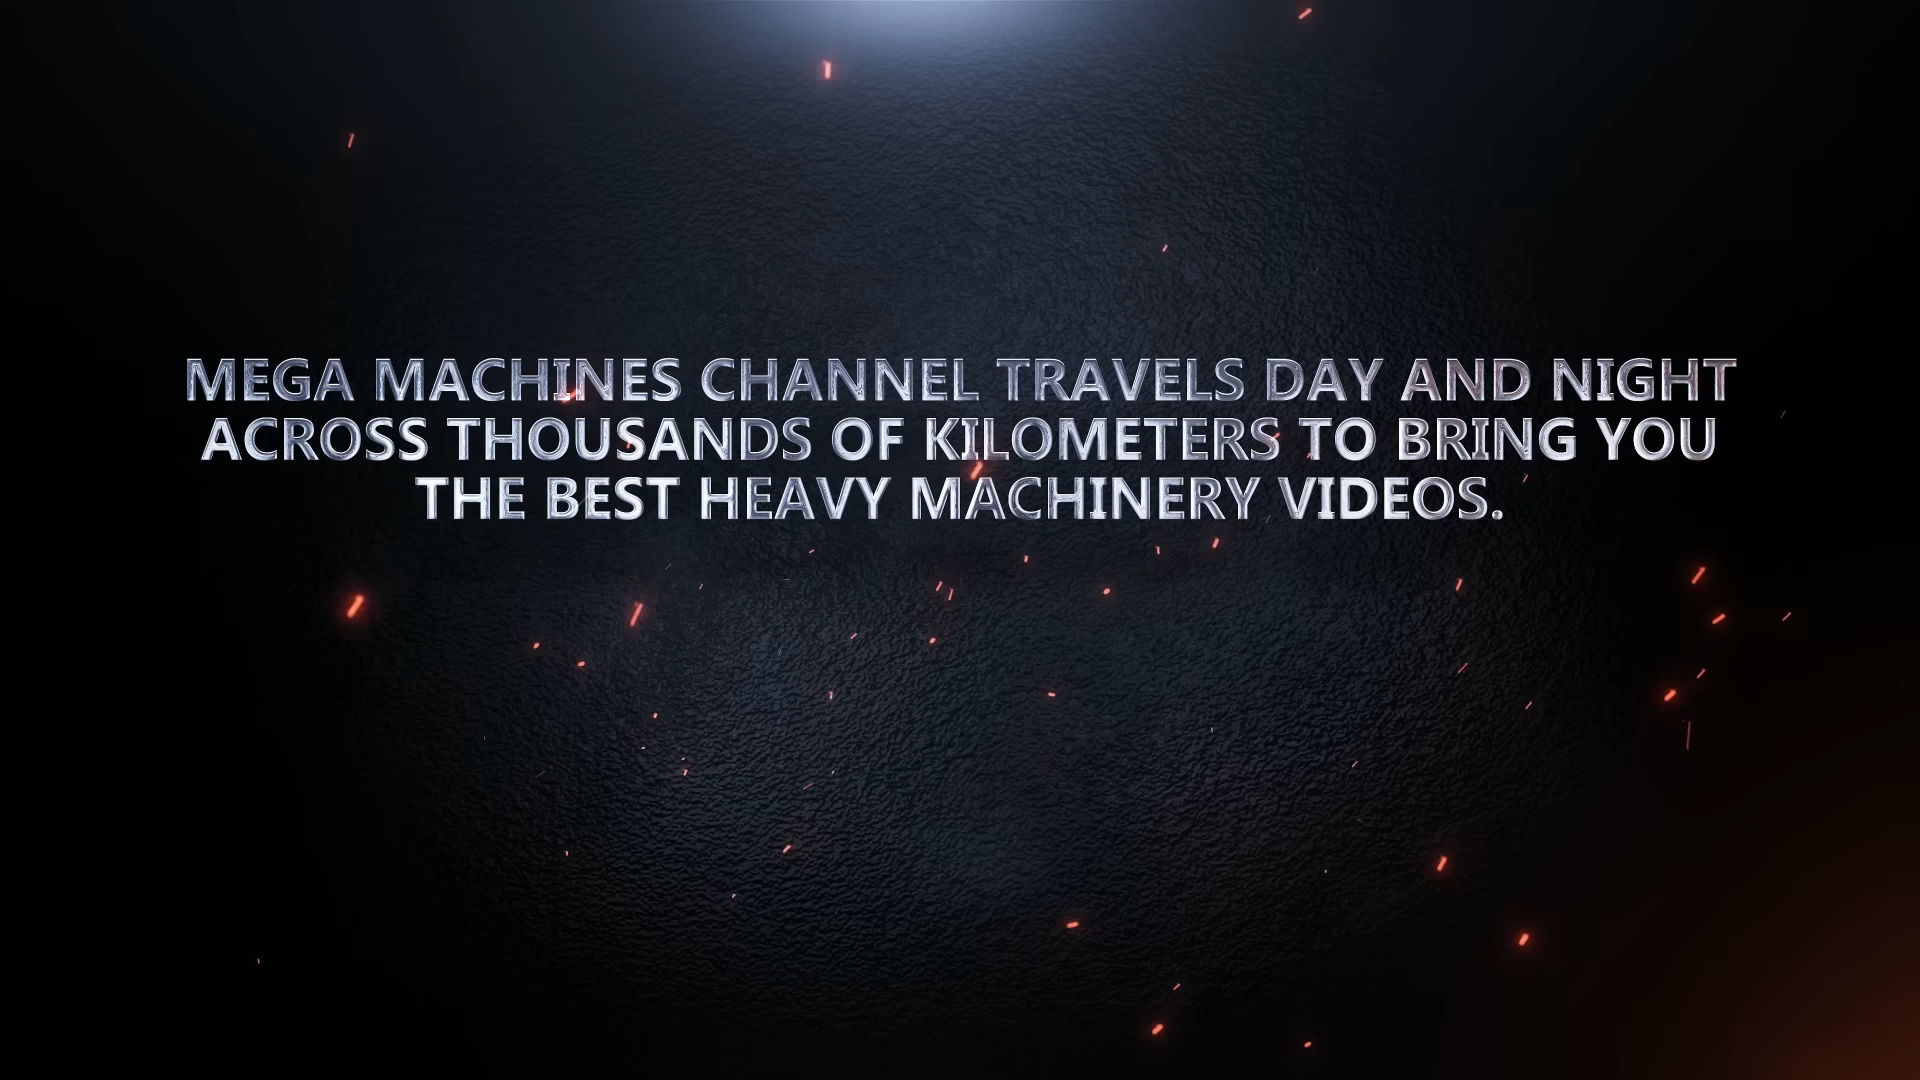 MEGA MACHINES CHANNEL TRAVELS DAY AND NIGHT
ACROSS THOUSANDS OF KILOMETERS TO BRING YOU
THE BEST HEAVY MACHINERY VIDEOS.